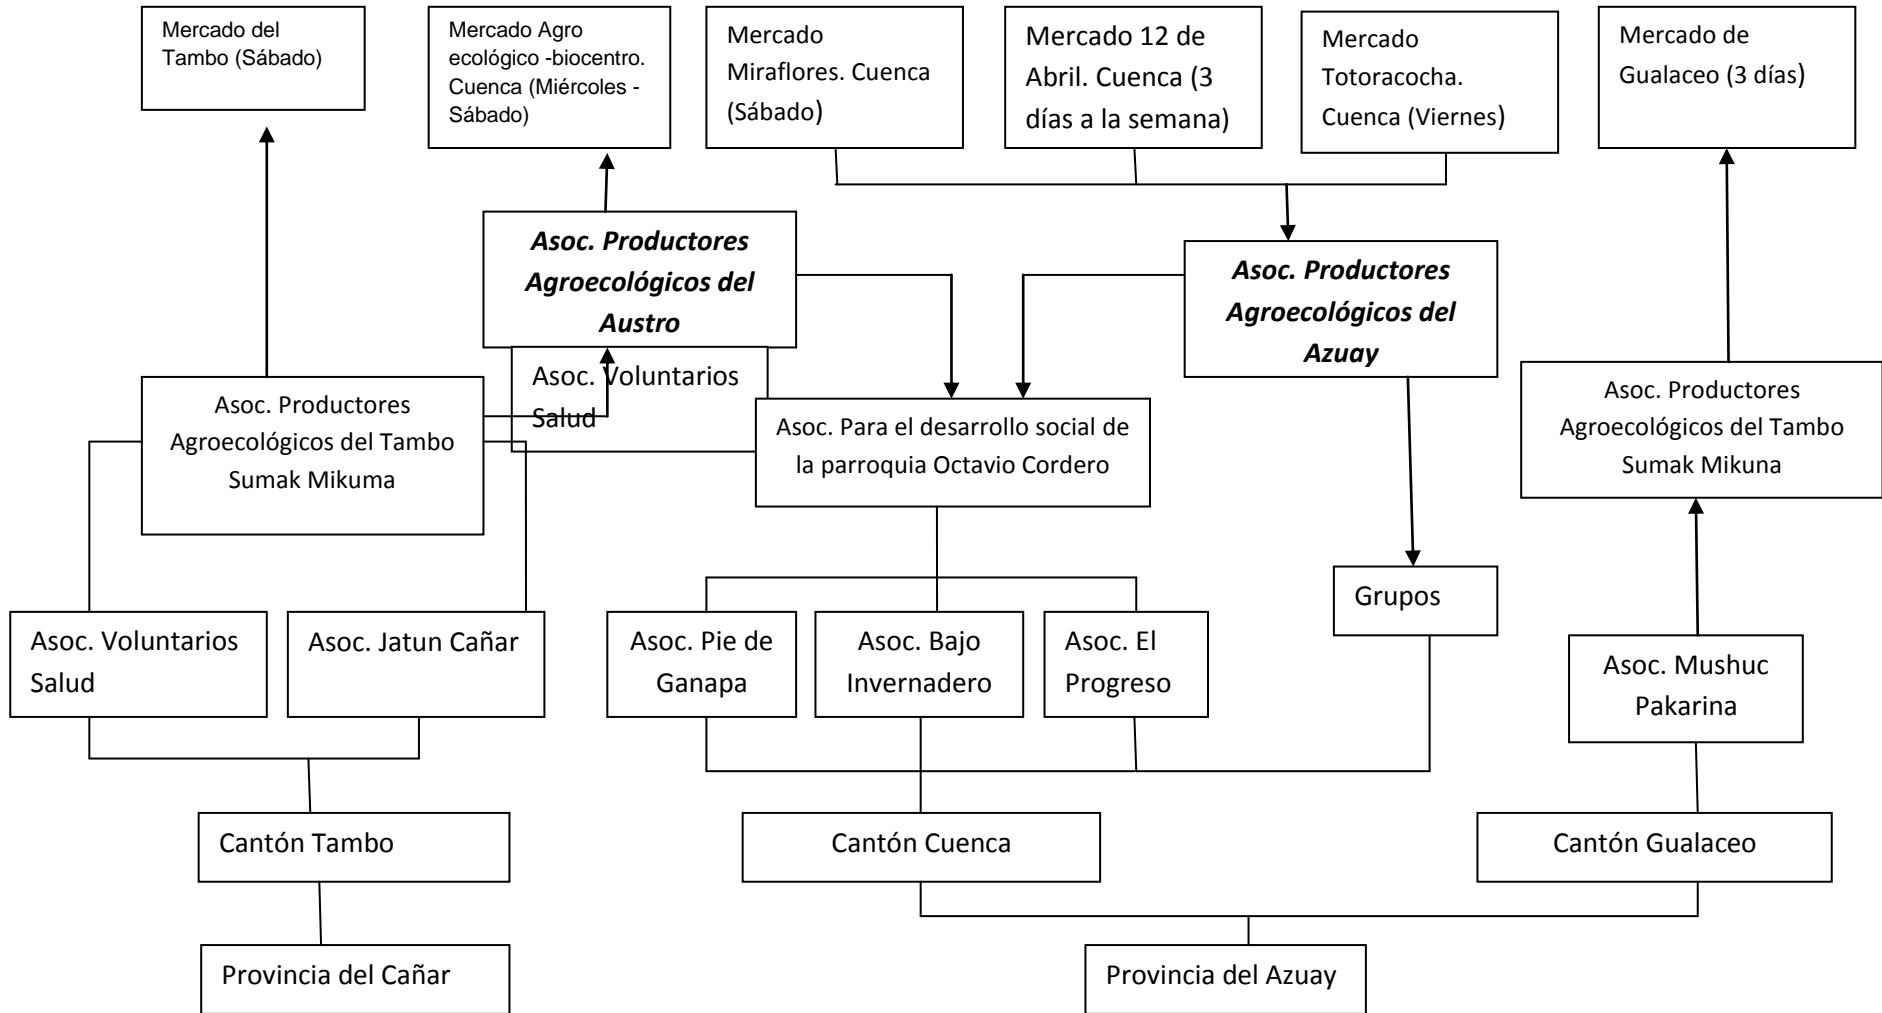 Mercado del
Tambo (Sábado)
Mercado Agro
ecológico -biocentro.
Cuenca (Miércoles -
Sábado)
Mercado
Miraflores. Cuenca
(Sábado)
Mercado 12 de
Abril. Cuenca (3
días a la semana)
Mercado
Totoracocha.
Cuenca (Viernes)
Mercado de
Gualaceo (3 días)
Asoc. Productores
Agroecológicos del
Austro
Asoc. Productores
Agroecológicos del
Azuay
Asoc. Voluntarios
Salud
Asoc. Productores
Agroecológicos del Tambo
Sumak Mikuma
Asoc. Para el desarrollo social de
la parroquia Octavio Cordero
Asoc. Productores
Agroecológicos del Tambo
Sumak Mikuna
Grupos
Asoc. Voluntarios
Salud
Asoc. Jatun Cañar
Asoc. Pie de
Ganapa
Asoc. Bajo
Invernadero
Asoc. El
Progreso
Asoc. Mushuc
Pakarina
Cantón Tambo
Cantón Cuenca
Cantón Gualaceo
Provincia del Cañar
Provincia del Azuay